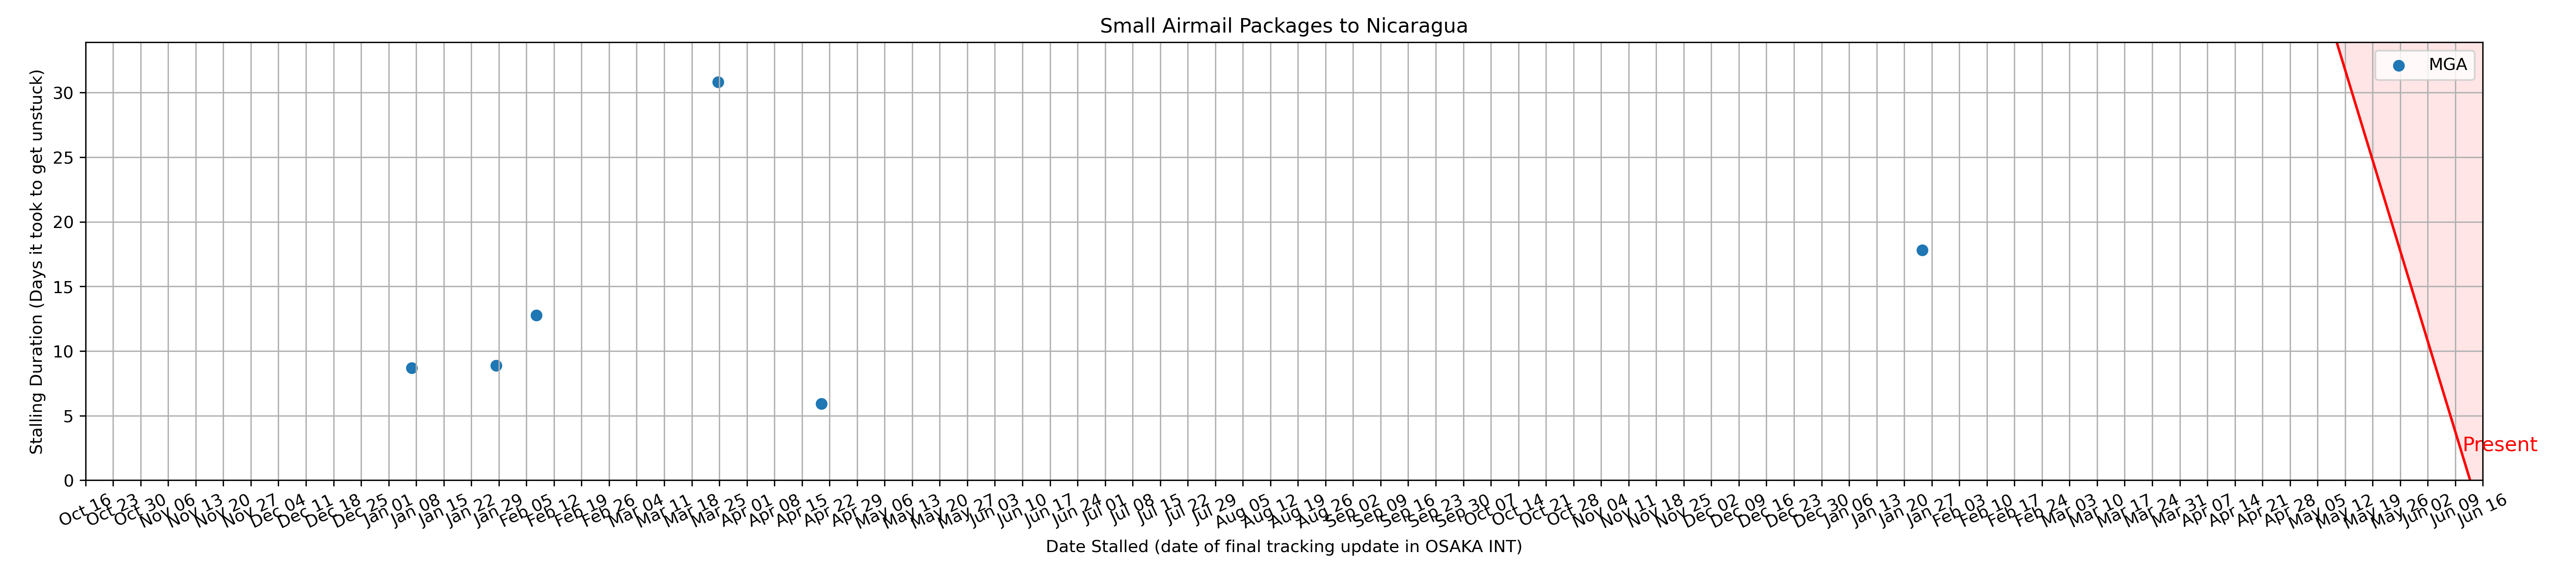 Small Airmail Packages to Nicaragua
MGA
Stalling Duration (Days it took to get unstuck)
30
25
20
15
10
5
0
Present
Oct 16
Oct 23
Oct 30
Nov 06
Nov 13
Nov 20
Nov 27
Dec 04
Dec 11
Dec 18
Dec 25
Jan 01
Jan 08
Jan 15
Jan 22
Jan 29
Feb 05
Feb 12
Feb 19
Feb 26
Mar 04
Mar 11
Mar 18
Mar 25
Apr 01
Apr 08
Apr 15
Apr 22
Apr 29
May 06
May 13
May 20
May 27
Jun 03
Jun 10
Jun 17
Jun 24
Jul 01
Jul 08
Jul 15
Jul 22
Jul 29
Aug 05
Aug 12
Aug 19
Aug 26
Sep 02
Sep 09
Sep 16
Sep 23
Sep 30
Oct 07
Oct 14
Oct 21
Oct 28
Nov 04
Nov 11
Nov 18
Nov 25
Dec 02
Dec 09
Dec 16
Dec 23
Dec 30
Jan 06
Jan 13
Jan 20
Jan 27
Feb 03
Feb 10
Feb 17
Feb 24
Mar 03
Mar 10
Mar 17
Mar 24
Mar 31
Apr 07
Apr 14
Apr 21
Apr 28
May 05
May 12
May 19
May 26
Jun 02
Jun 09
Jun 16
Date Stalled (date of final tracking update in OSAKA INT)